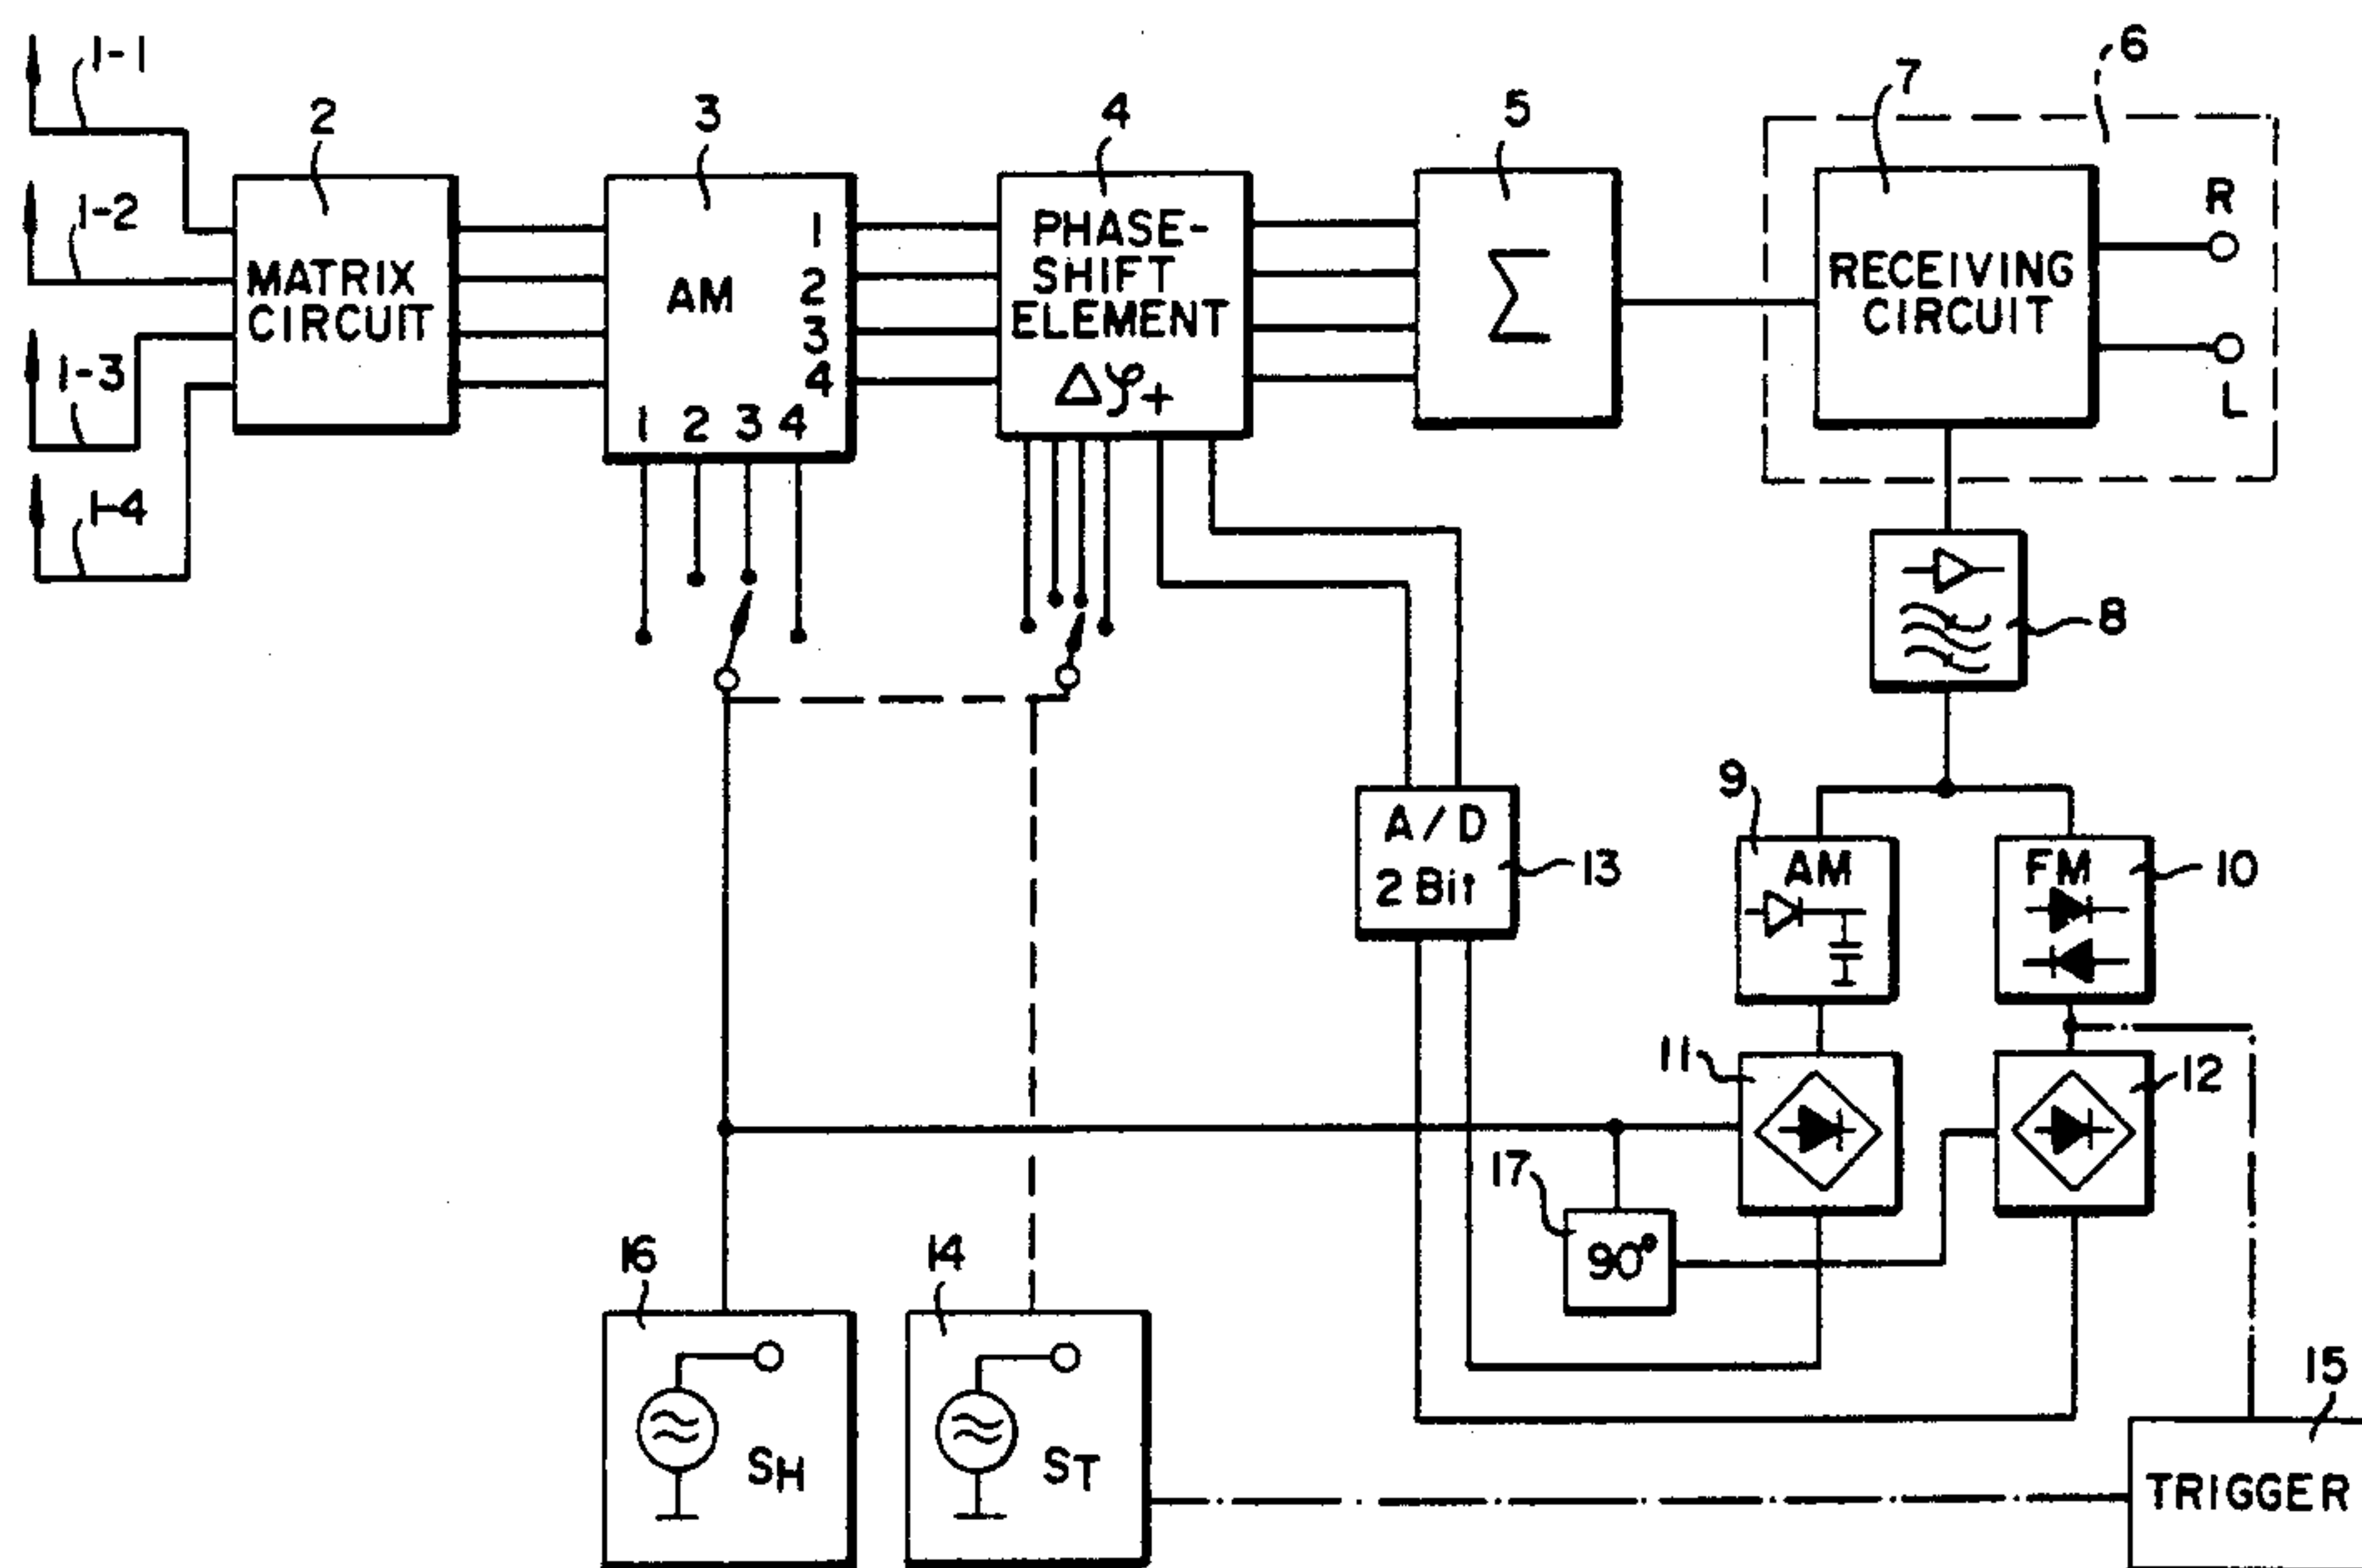 1-1
1-2
1-3
1-4
2
MATRIX
CIRCUIT
3
AM
1
2
3
4
1 2 3 4
4
PHASE-
SHIFT
ELEMENT
Δφ+
5
Σ
6
7
RECEIVING
CIRCUIT
R
L
8
9
AM
10
FM
11
12
13
A/D
2 Bit
17
90°
16
SH
14
ST
15
TRIGGER